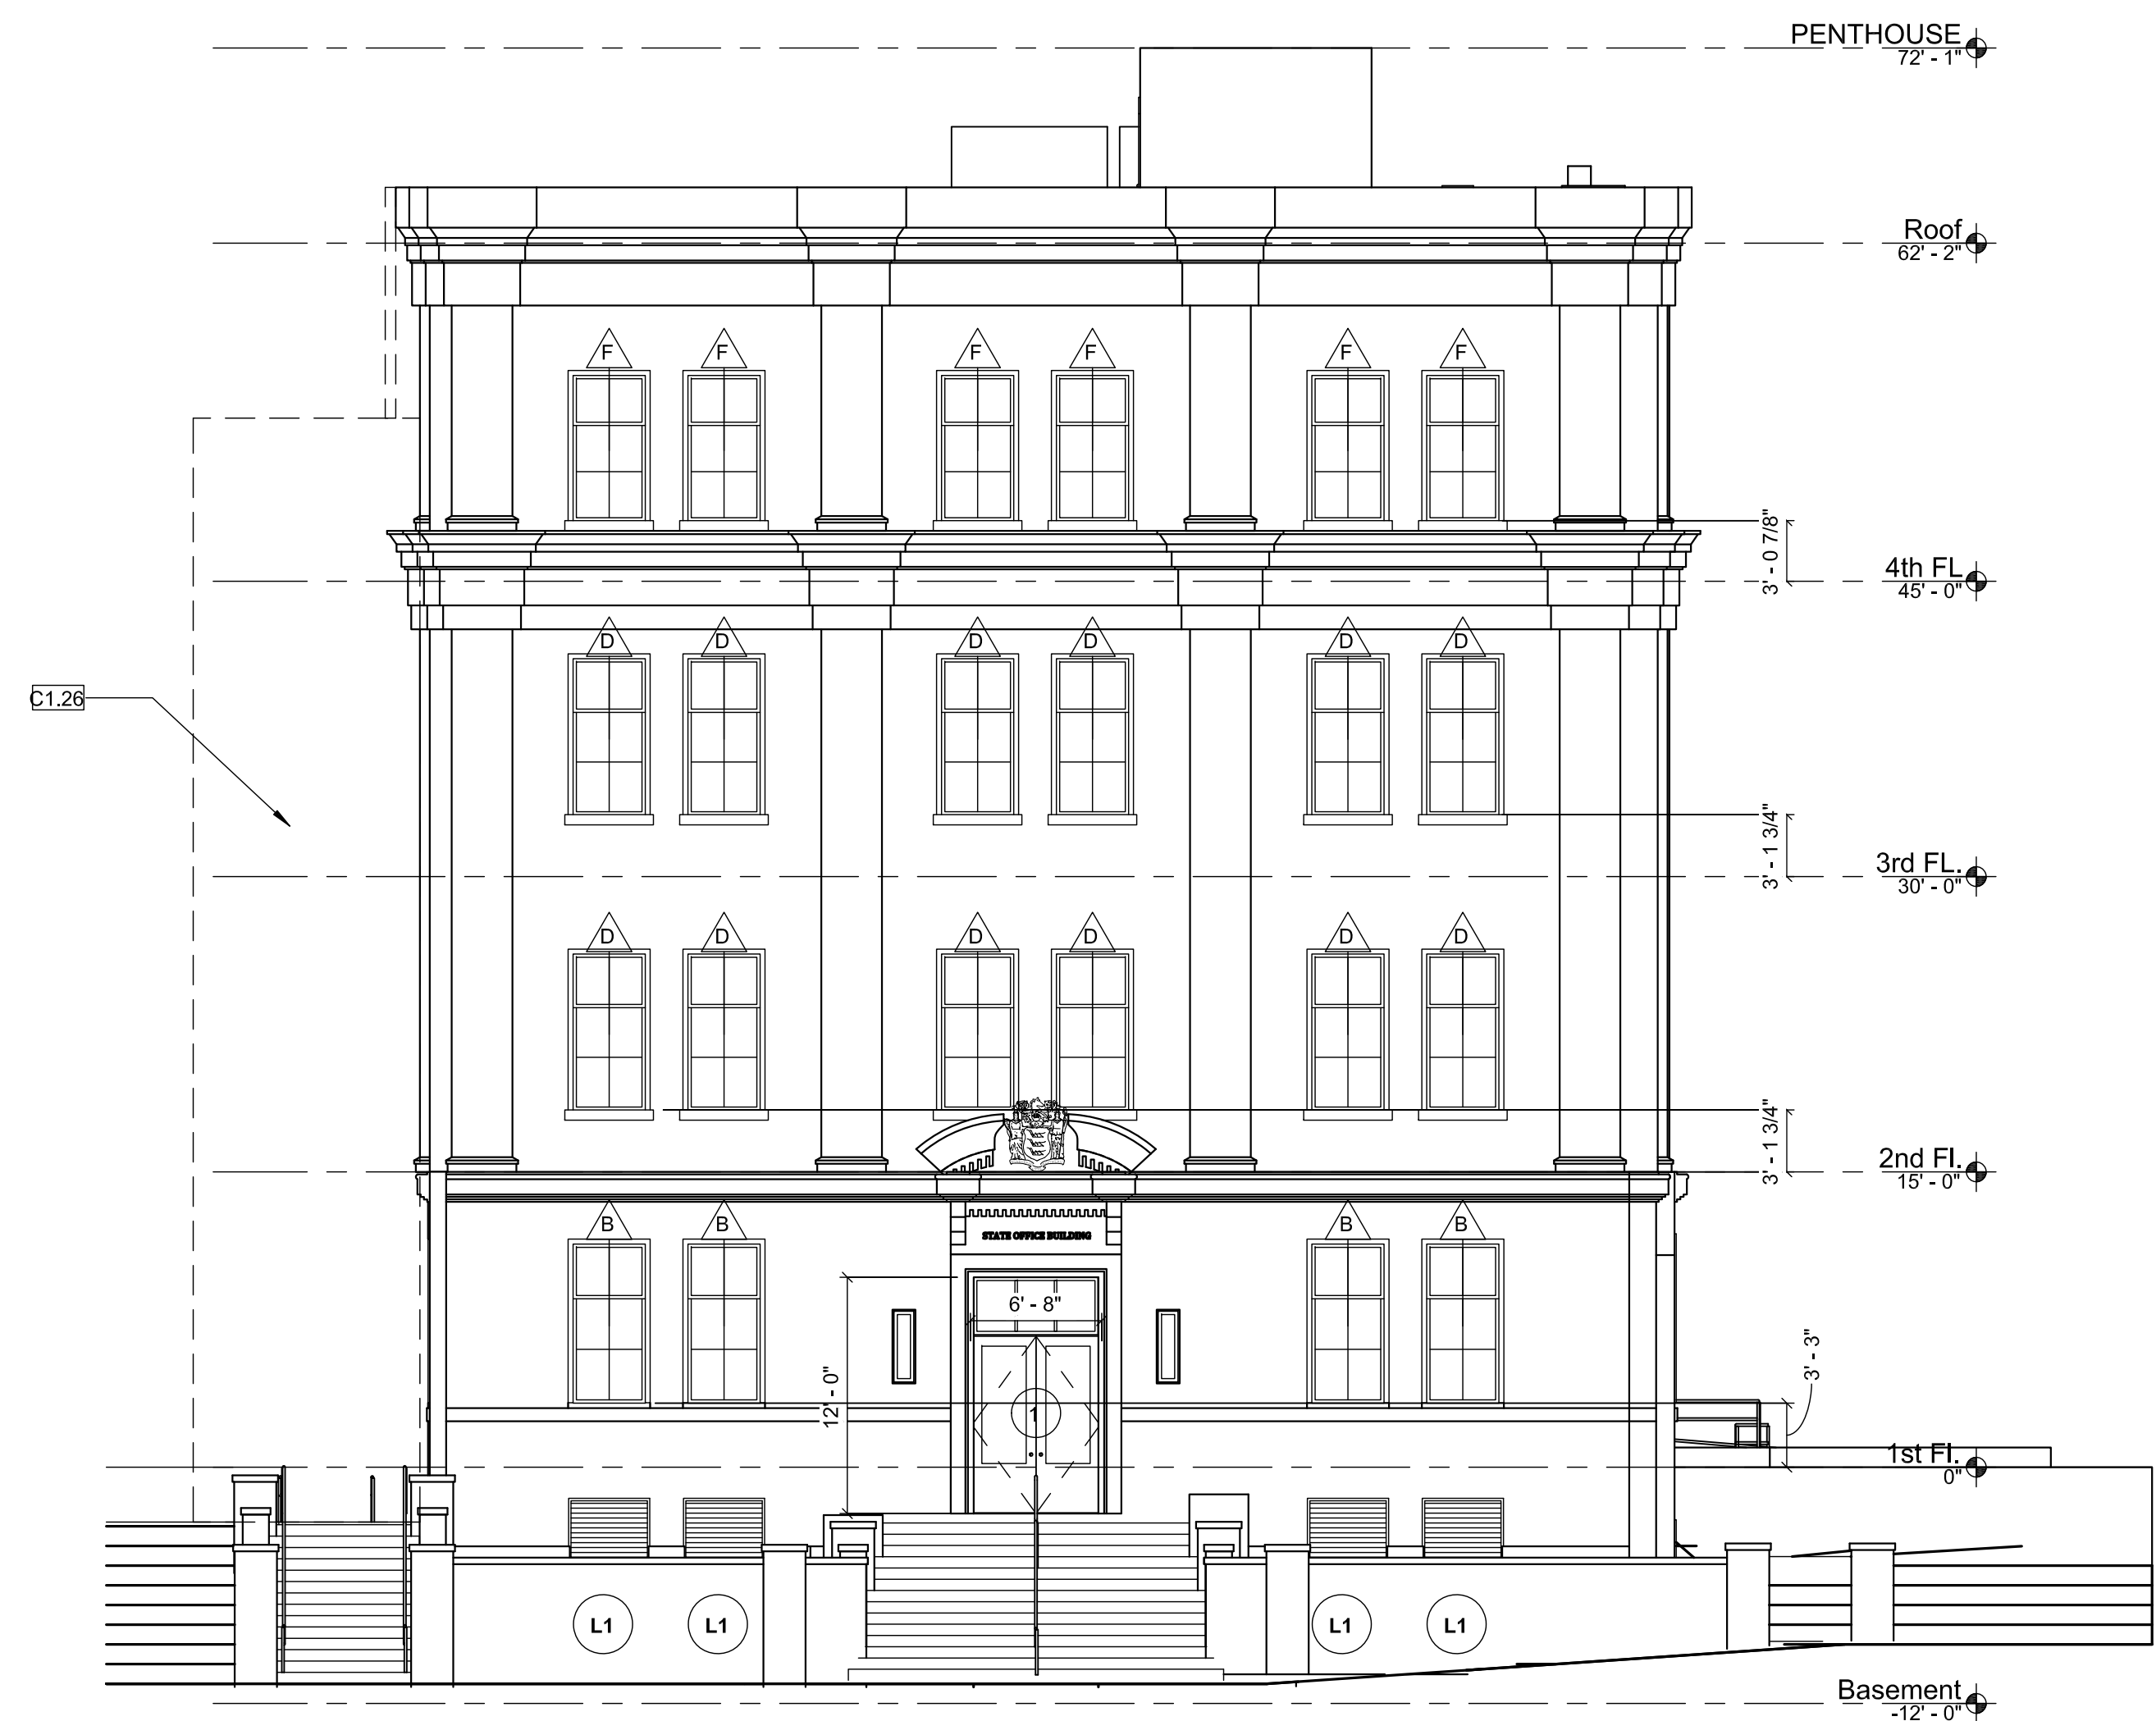 PENTHOUSE
72' - 1"
Roof
62' - 2"
F F F F F F
3' - 0 7/8"
4th FL
45' - 0"
D D D D D D
C1.26
3' - 1 3/4"
3rd FL.
30' - 0"
D D D D D D
3' - 1 3/4"
2nd Fl.
15' - 0"
B B B B
STATE OFFICE BUILDING
6' - 8"
12' - 0"
3' - 3"
1
1st Fl.
0"
L1 L1 L1 L1
Basement
-12' - 0"